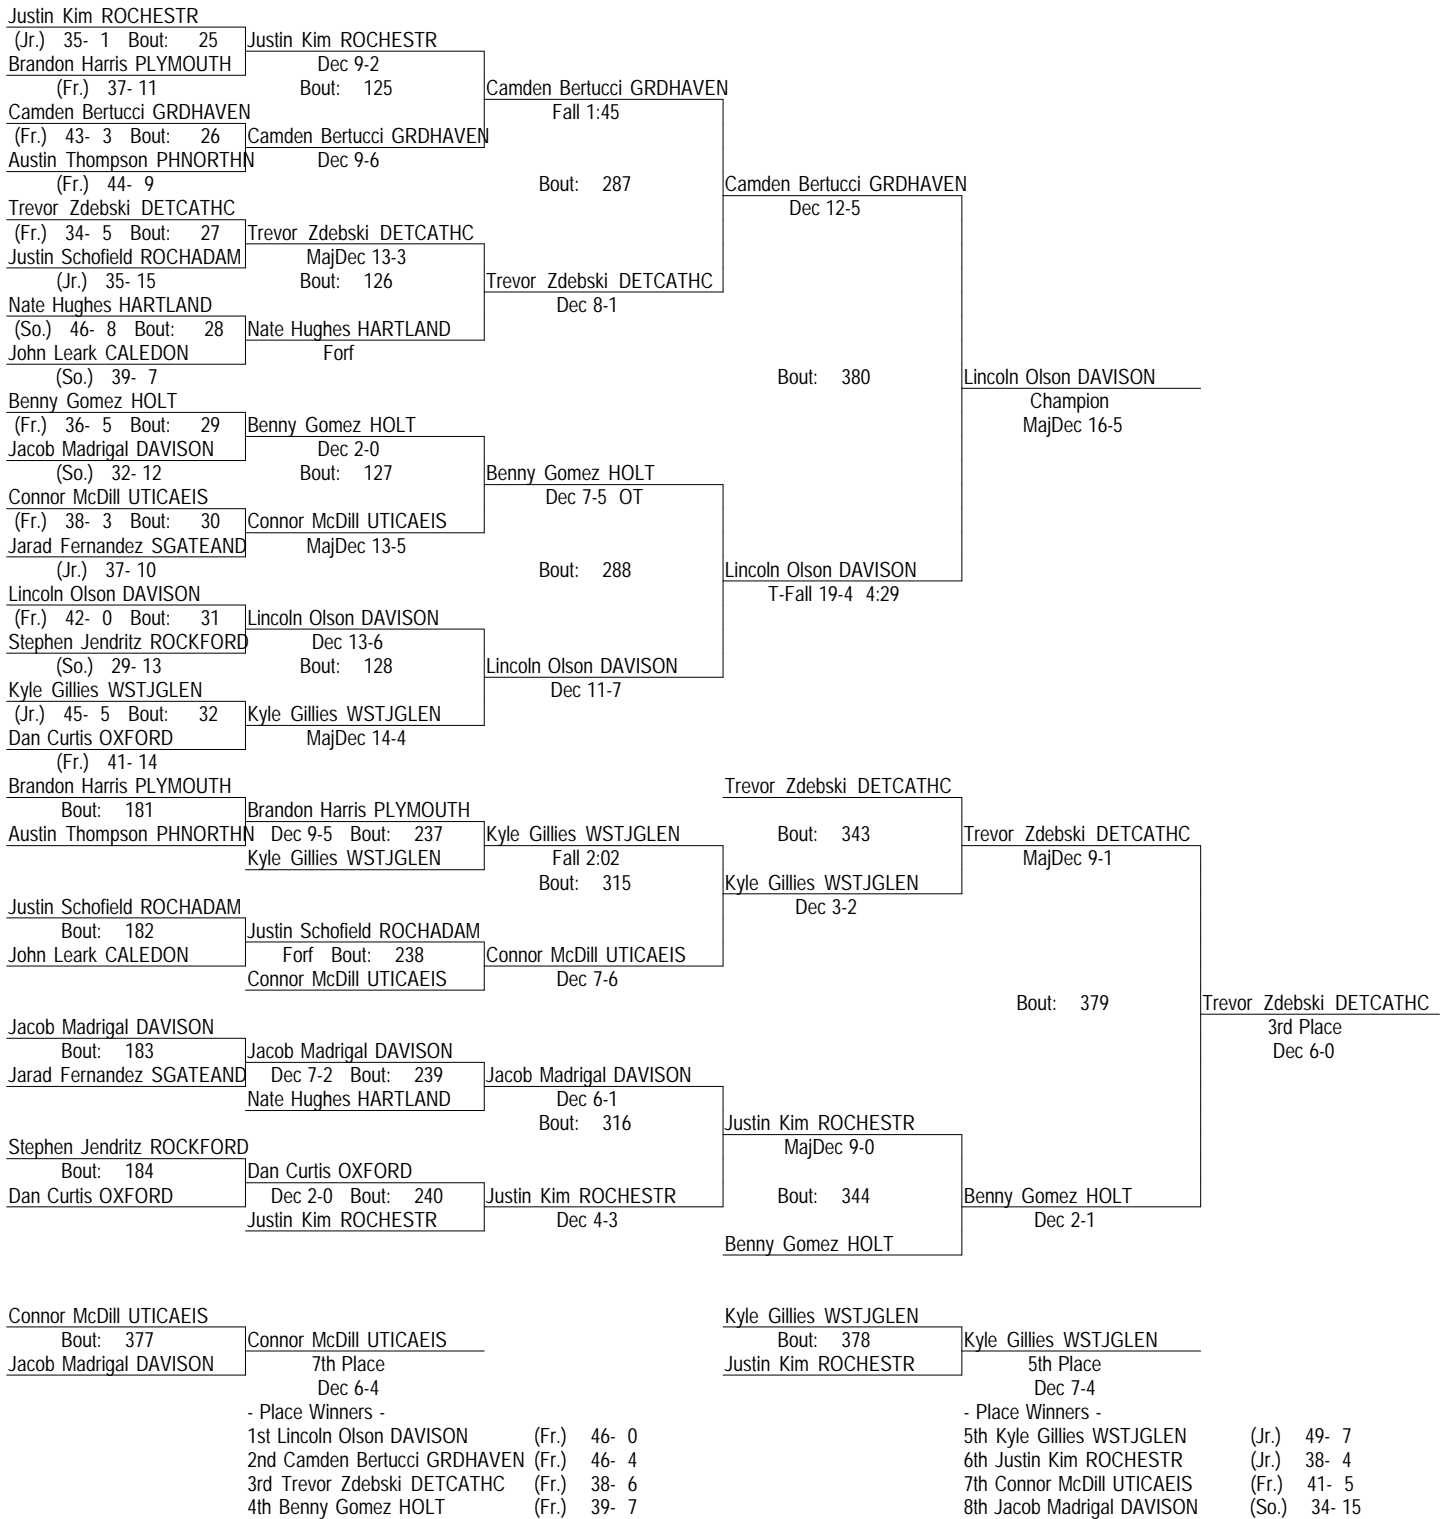 Justin Kim ROCHESTR
(Jr.) 35- 1 Bout: 25 Justin Kim ROCHESTR
Brandon Harris PLYMOUTH Dec 9-2
(Fr.) 37- 11 Bout: 125 Camden Bertucci GRDHAVEN
Camden Bertucci GRDHAVEN Fall 1:45
(Fr.) 43- 3 Bout: 26 Camden Bertucci GRDHAVEN
Austin Thompson PHNORTHN Dec 9-6
(Fr.) 44- 9 Bout: 287 Camden Bertucci GRDHAVEN
Trevor Zdebski DETCATHC Dec 12-5
(Fr.) 34- 5 Bout: 27 Trevor Zdebski DETCATHC
Justin Schofield ROCHADAM MajDec 13-3
(Jr.) 35- 15 Bout: 126 Trevor Zdebski DETCATHC
Nate Hughes HARTLAND Dec 8-1
(So.) 46- 8 Bout: 28 Nate Hughes HARTLAND
John Leark CALEDON Forf
(So.) 39- 7 Bout: 380 Lincoln Olson DAVISON
Benny Gomez HOLT Champion
(Fr.) 36- 5 Bout: 29 Benny Gomez HOLT MajDec 16-5
Jacob Madrigal DAVISON Dec 2-0
(So.) 32- 12 Bout: 127 Benny Gomez HOLT
Connor McDill UTICAEIS Dec 7-5 OT
(Fr.) 38- 3 Bout: 30 Connor McDill UTICAEIS
Jarad Fernandez SGATEAND MajDec 13-5
(Jr.) 37- 10 Bout: 288 Lincoln Olson DAVISON
Lincoln Olson DAVISON T-Fall 19-4 4:29
(Fr.) 42- 0 Bout: 31 Lincoln Olson DAVISON
Stephen Jendritz ROCKFORD Dec 13-6
(So.) 29- 13 Bout: 128 Lincoln Olson DAVISON
Kyle Gillies WSTJGLEN Dec 11-7
(Jr.) 45- 5 Bout: 32 Kyle Gillies WSTJGLEN
Dan Curtis OXFORD MajDec 14-4
(Fr.) 41- 14
Brandon Harris PLYMOUTH Trevor Zdebski DETCATHC
Bout: 181 Brandon Harris PLYMOUTH
Austin Thompson PHNORTHN Dec 9-5 Bout: 237 Kyle Gillies WSTJGLEN Bout: 343 Trevor Zdebski DETCATHC
Kyle Gillies WSTJGLEN Fall 2:02 MajDec 9-1
Bout: 315 Kyle Gillies WSTJGLEN
Justin Schofield ROCHADAM Dec 3-2
Bout: 182 Justin Schofield ROCHADAM
John Leark CALEDON Forf Bout: 238 Connor McDill UTICAEIS
Connor McDill UTICAEIS Dec 7-6
Bout: 379 Trevor Zdebski DETCATHC
Jacob Madrigal DAVISON 3rd Place
Bout: 183 Jacob Madrigal DAVISON Dec 6-0
Jarad Fernandez SGATEAND Dec 7-2 Bout: 239 Jacob Madrigal DAVISON
Nate Hughes HARTLAND Dec 6-1
Bout: 316 Justin Kim ROCHESTR
Stephen Jendritz ROCKFORD MajDec 9-0
Bout: 184 Dan Curtis OXFORD
Dan Curtis OXFORD Dec 2-0 Bout: 240 Justin Kim ROCHESTR Bout: 344 Benny Gomez HOLT
Justin Kim ROCHESTR Dec 4-3 Dec 2-1
Benny Gomez HOLT
Connor McDill UTICAEIS Kyle Gillies WSTJGLEN
Bout: 377 Connor McDill UTICAEIS Bout: 378 Kyle Gillies WSTJGLEN
Jacob Madrigal DAVISON 7th Place Justin Kim ROCHESTR 5th Place
Dec 6-4 Dec 7-4
- Place Winners - - Place Winners -
1st Lincoln Olson DAVISON (Fr.) 46- 0 5th Kyle Gillies WSTJGLEN (Jr.) 49- 7
2nd Camden Bertucci GRDHAVEN (Fr.) 46- 4 6th Justin Kim ROCHESTR (Jr.) 38- 4
3rd Trevor Zdebski DETCATHC (Fr.) 38- 6 7th Connor McDill UTICAEIS (Fr.) 41- 5
4th Benny Gomez HOLT (Fr.) 39- 7 8th Jacob Madrigal DAVISON (So.) 34- 15